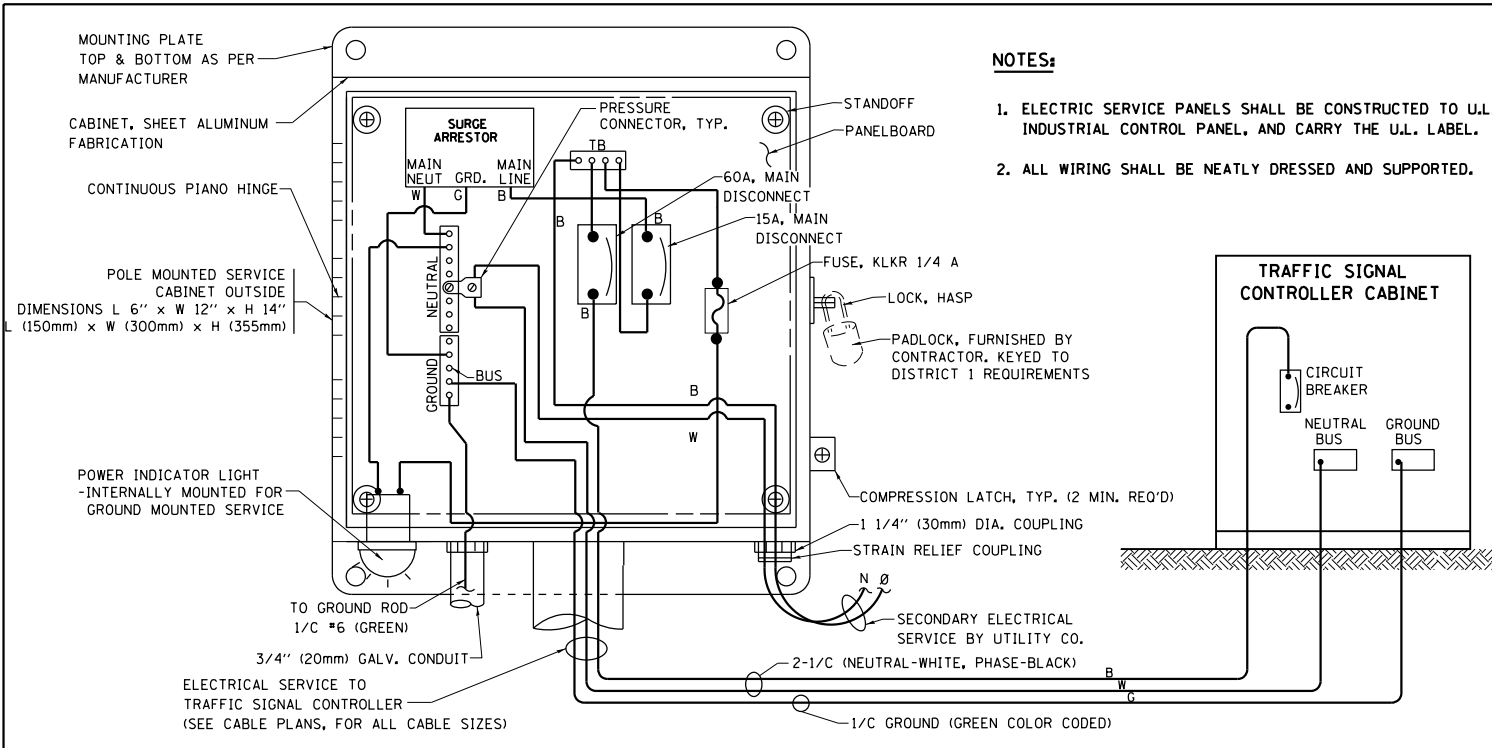 MOUNTING PLATE
TOP & BOTTOM AS PER
MANUFACTURER
CABINET, SHEET ALUMINUM
FABRICATION
CONTINUOUS PIANO HINGE
POLE MOUNTED SERVICE
CABINET OUTSIDE
DIMENSIONS L 6" x W 12" x H 14"
L (150mm) x W (300mm) x H (355mm)
POWER INDICATOR LIGHT
-INTERNALLY MOUNTED FOR
GROUND MOUNTED SERVICE
SURGE
ARRESTOR
MAIN
NEUT
GRD.
MAIN
LINE
W
G
B
PRESSURE
CONNECTOR, TYP.
TB
STANDOFF
PANELBOARD
60A, MAIN
DISCONNECT
15A, MAIN
DISCONNECT
B
B
B
FUSE, KLKR 1/4 A
NEUTRAL
GROUND
BUS
LOCK, HASP
PADLOCK, FURNISHED BY
CONTRACTOR. KEYED TO
DISTRICT 1 REQUIREMENTS
B
W
COMPRESSION LATCH, TYP. (2 MIN. REQ'D)
1 1/4" (30mm) DIA. COUPLING
STRAIN RELIEF COUPLING
N Ø
SECONDARY ELECTRICAL
SERVICE BY UTILITY CO.
TO GROUND ROD
1/C #6 (GREEN)
3/4" (20mm) GALV. CONDUIT
ELECTRICAL SERVICE TO
TRAFFIC SIGNAL CONTROLLER
(SEE CABLE PLANS, FOR ALL CABLE SIZES)
2-1/C (NEUTRAL-WHITE, PHASE-BLACK)
B
W
G
1/C GROUND (GREEN COLOR CODED)
NOTES:
1. ELECTRIC SERVICE PANELS SHALL BE CONSTRUCTED TO U.L
INDUSTRIAL CONTROL PANEL, AND CARRY THE U.L. LABEL.
2. ALL WIRING SHALL BE NEATLY DRESSED AND SUPPORTED.
TRAFFIC SIGNAL
CONTROLLER CABINET
CIRCUIT
BREAKER
NEUTRAL
BUS
GROUND
BUS